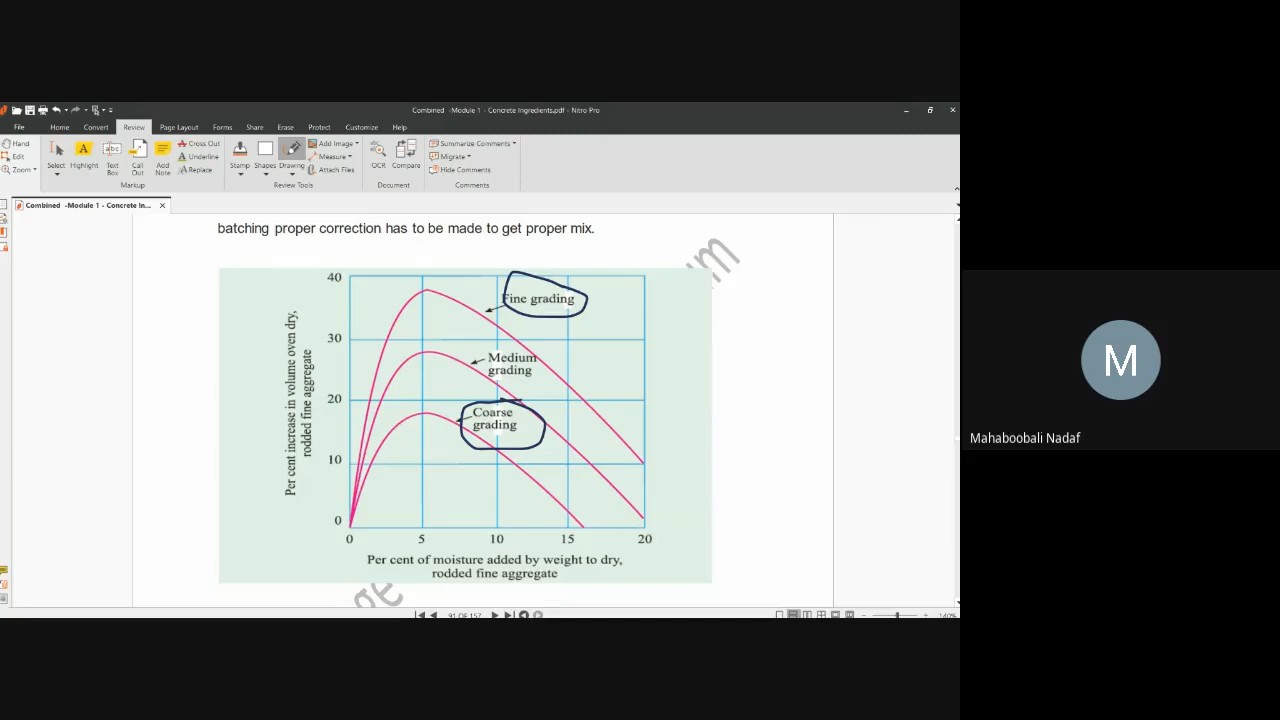 Combined -Module 1 - Concrete Ingredients.pdf - Nitro Pro
File Home Convert Review Page Layout Forms Share Erase Protect Customize Help
Hand
Edit
Zoom
Select
Highlight
Text Box
Call Out
Add Note
Cross Out
Underline
Replace
Markup
Stamp
Shapes
Drawing
Add Image
Measure
Attach Files
Review Tools
OCR
Compare
Document
Summarize Comments
Migrate
Hide Comments
Comments
Combined -Module 1 - Concrete In...
batching proper correction has to be made to get proper mix.
Per cent increase in volume oven dry,
rodded fine aggregate
40
30
20
10
0
Fine grading
Medium
grading
Coarse
grading
0 5 10 15 20
Per cent of moisture added by weight to dry,
rodded fine aggregate
91 OF 157
140%
M
Mahaboobali Nadaf